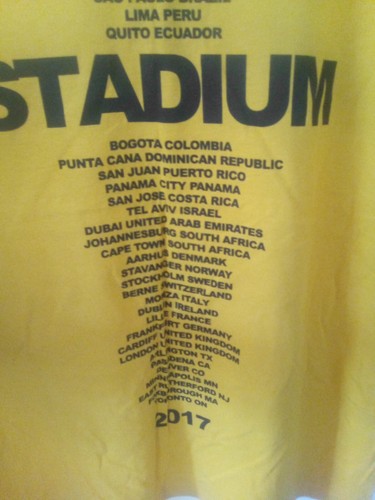 SAO PAULO BRAZIL
LIMA PERU
QUITO ECUADOR
STADIUM
BOGOTA COLOMBIA
PUNTA CANA DOMINICAN REPUBLIC
SAN JUAN PUERTO RICO
PANAMA CITY PANAMA
SAN JOSE COSTA RICA
TEL AVIV ISRAEL
DUBAI UNITED ARAB EMIRATES
JOHANNESBURG SOUTH AFRICA
CAPE TOWN SOUTH AFRICA
AARHUS DENMARK
STAVANGER NORWAY
STOCKHOLM SWEDEN
BERNE SWITZERLAND
MONZA ITALY
DUBLIN IRELAND
LILLE FRANCE
FRANKFURT GERMANY
CARDIFF UNITED KINGDOM
LONDON UNITED KINGDOM
ARLINGTON TX
PASADENA CA
DENVER CO
MINNEAPOLIS MN
EAST RUTHERFORD NJ
FOXBOROUGH MA
TORONTO ON
2017